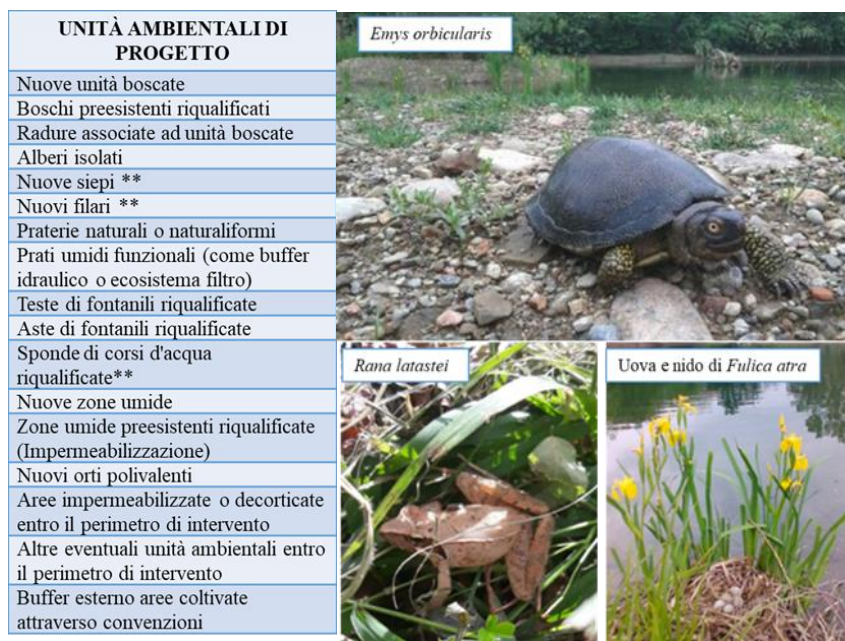 UNITÀ AMBIENTALI DI
PROGETTO
Nuove unità boscate
Boschi preesistenti riqualificati
Radure associate ad unità boscate
Alberi isolati
Nuove siepi **
Nuovi filari **
Praterie naturali o naturaliformi
Prati umidi funzionali (come buffer
idraulico o ecosistema filtro)
Teste di fontanili riqualificate
Aste di fontanili riqualificate
Sponde di corsi d'acqua
riqualificate**
Nuove zone umide
Zone umide preesistenti riqualificate
(Impermeabilizzazione)
Nuovi orti polivalenti
Aree impermeabilizzate o decorticate
entro il perimetro di intervento
Altre eventuali unità ambientali entro
il perimetro di intervento
Buffer esterno aree coltivate
attraverso convenzioni
Emys orbicularis
Rana latastei
Uova e nido di Fulica atra